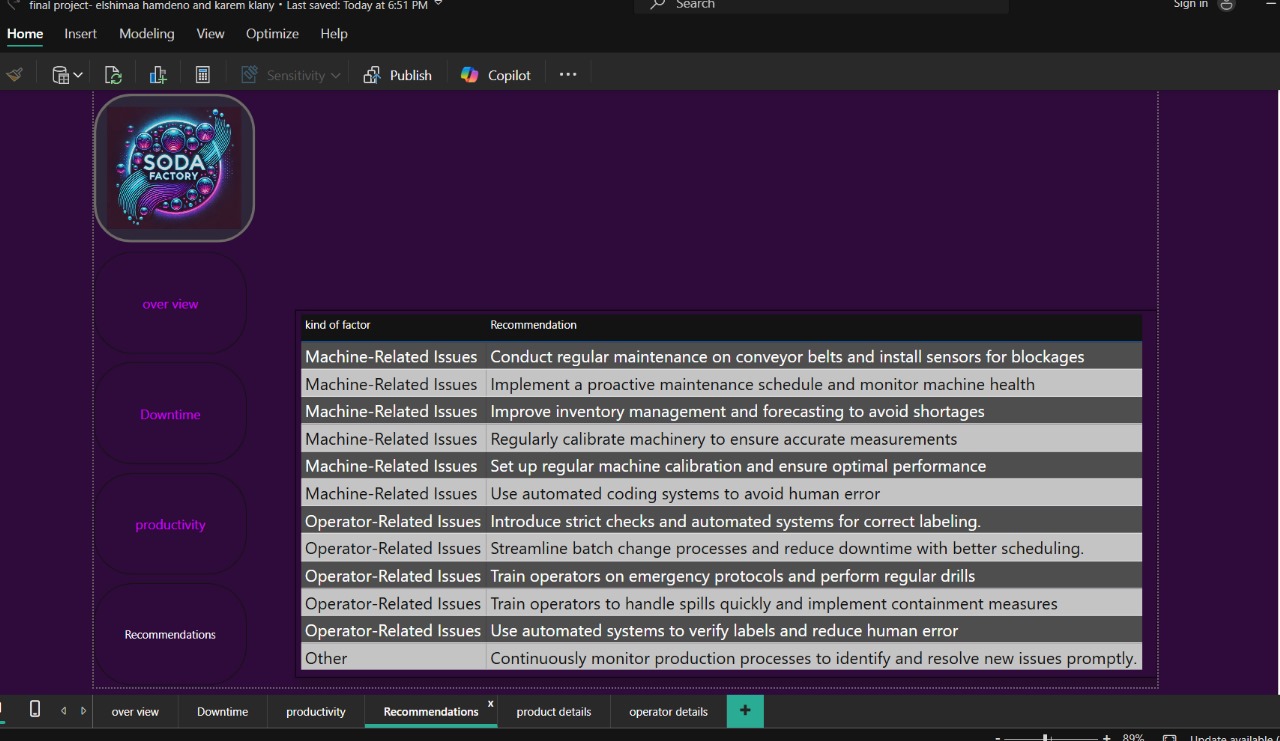 final project- elshimaa hamdeno and karem klany • Last saved: Today at 6:51 PM
Search
Sign in
Home Insert Modeling View Optimize Help
Sensitivity Publish Copilot
SODA
FACTORY
over view
Downtime
productivity
Recommendations
kind of factor Recommendation
Machine-Related Issues Conduct regular maintenance on conveyor belts and install sensors for blockages
Machine-Related Issues Implement a proactive maintenance schedule and monitor machine health
Machine-Related Issues Improve inventory management and forecasting to avoid shortages
Machine-Related Issues Regularly calibrate machinery to ensure accurate measurements
Machine-Related Issues Set up regular machine calibration and ensure optimal performance
Machine-Related Issues Use automated coding systems to avoid human error
Operator-Related Issues Introduce strict checks and automated systems for correct labeling.
Operator-Related Issues Streamline batch change processes and reduce downtime with better scheduling.
Operator-Related Issues Train operators on emergency protocols and perform regular drills
Operator-Related Issues Train operators to handle spills quickly and implement containment measures
Operator-Related Issues Use automated systems to verify labels and reduce human error
Other Continuously monitor production processes to identify and resolve new issues promptly.
over view Downtime productivity Recommendations x product details operator details +
- + 89% Update available (